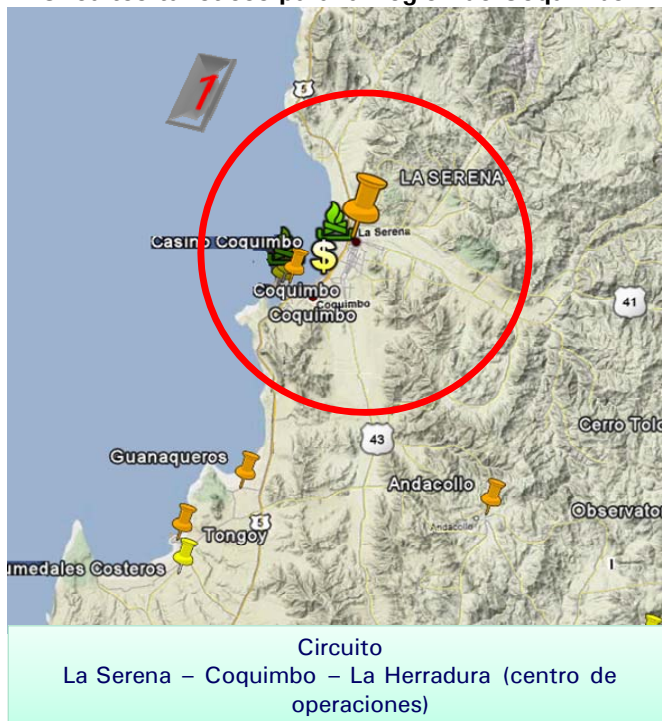 1
5
LA SERENA
La Serena
Casino Coquimbo
$
Coquimbo
Coquimbo
Coquimbo
41
43
Cerro Tolo
Guanaqueros
Andacollo
Andacollo
Observator
5
Tongoy
umedales Costeros
Circuito
La Serena – Coquimbo – La Herradura (centro de
operaciones)